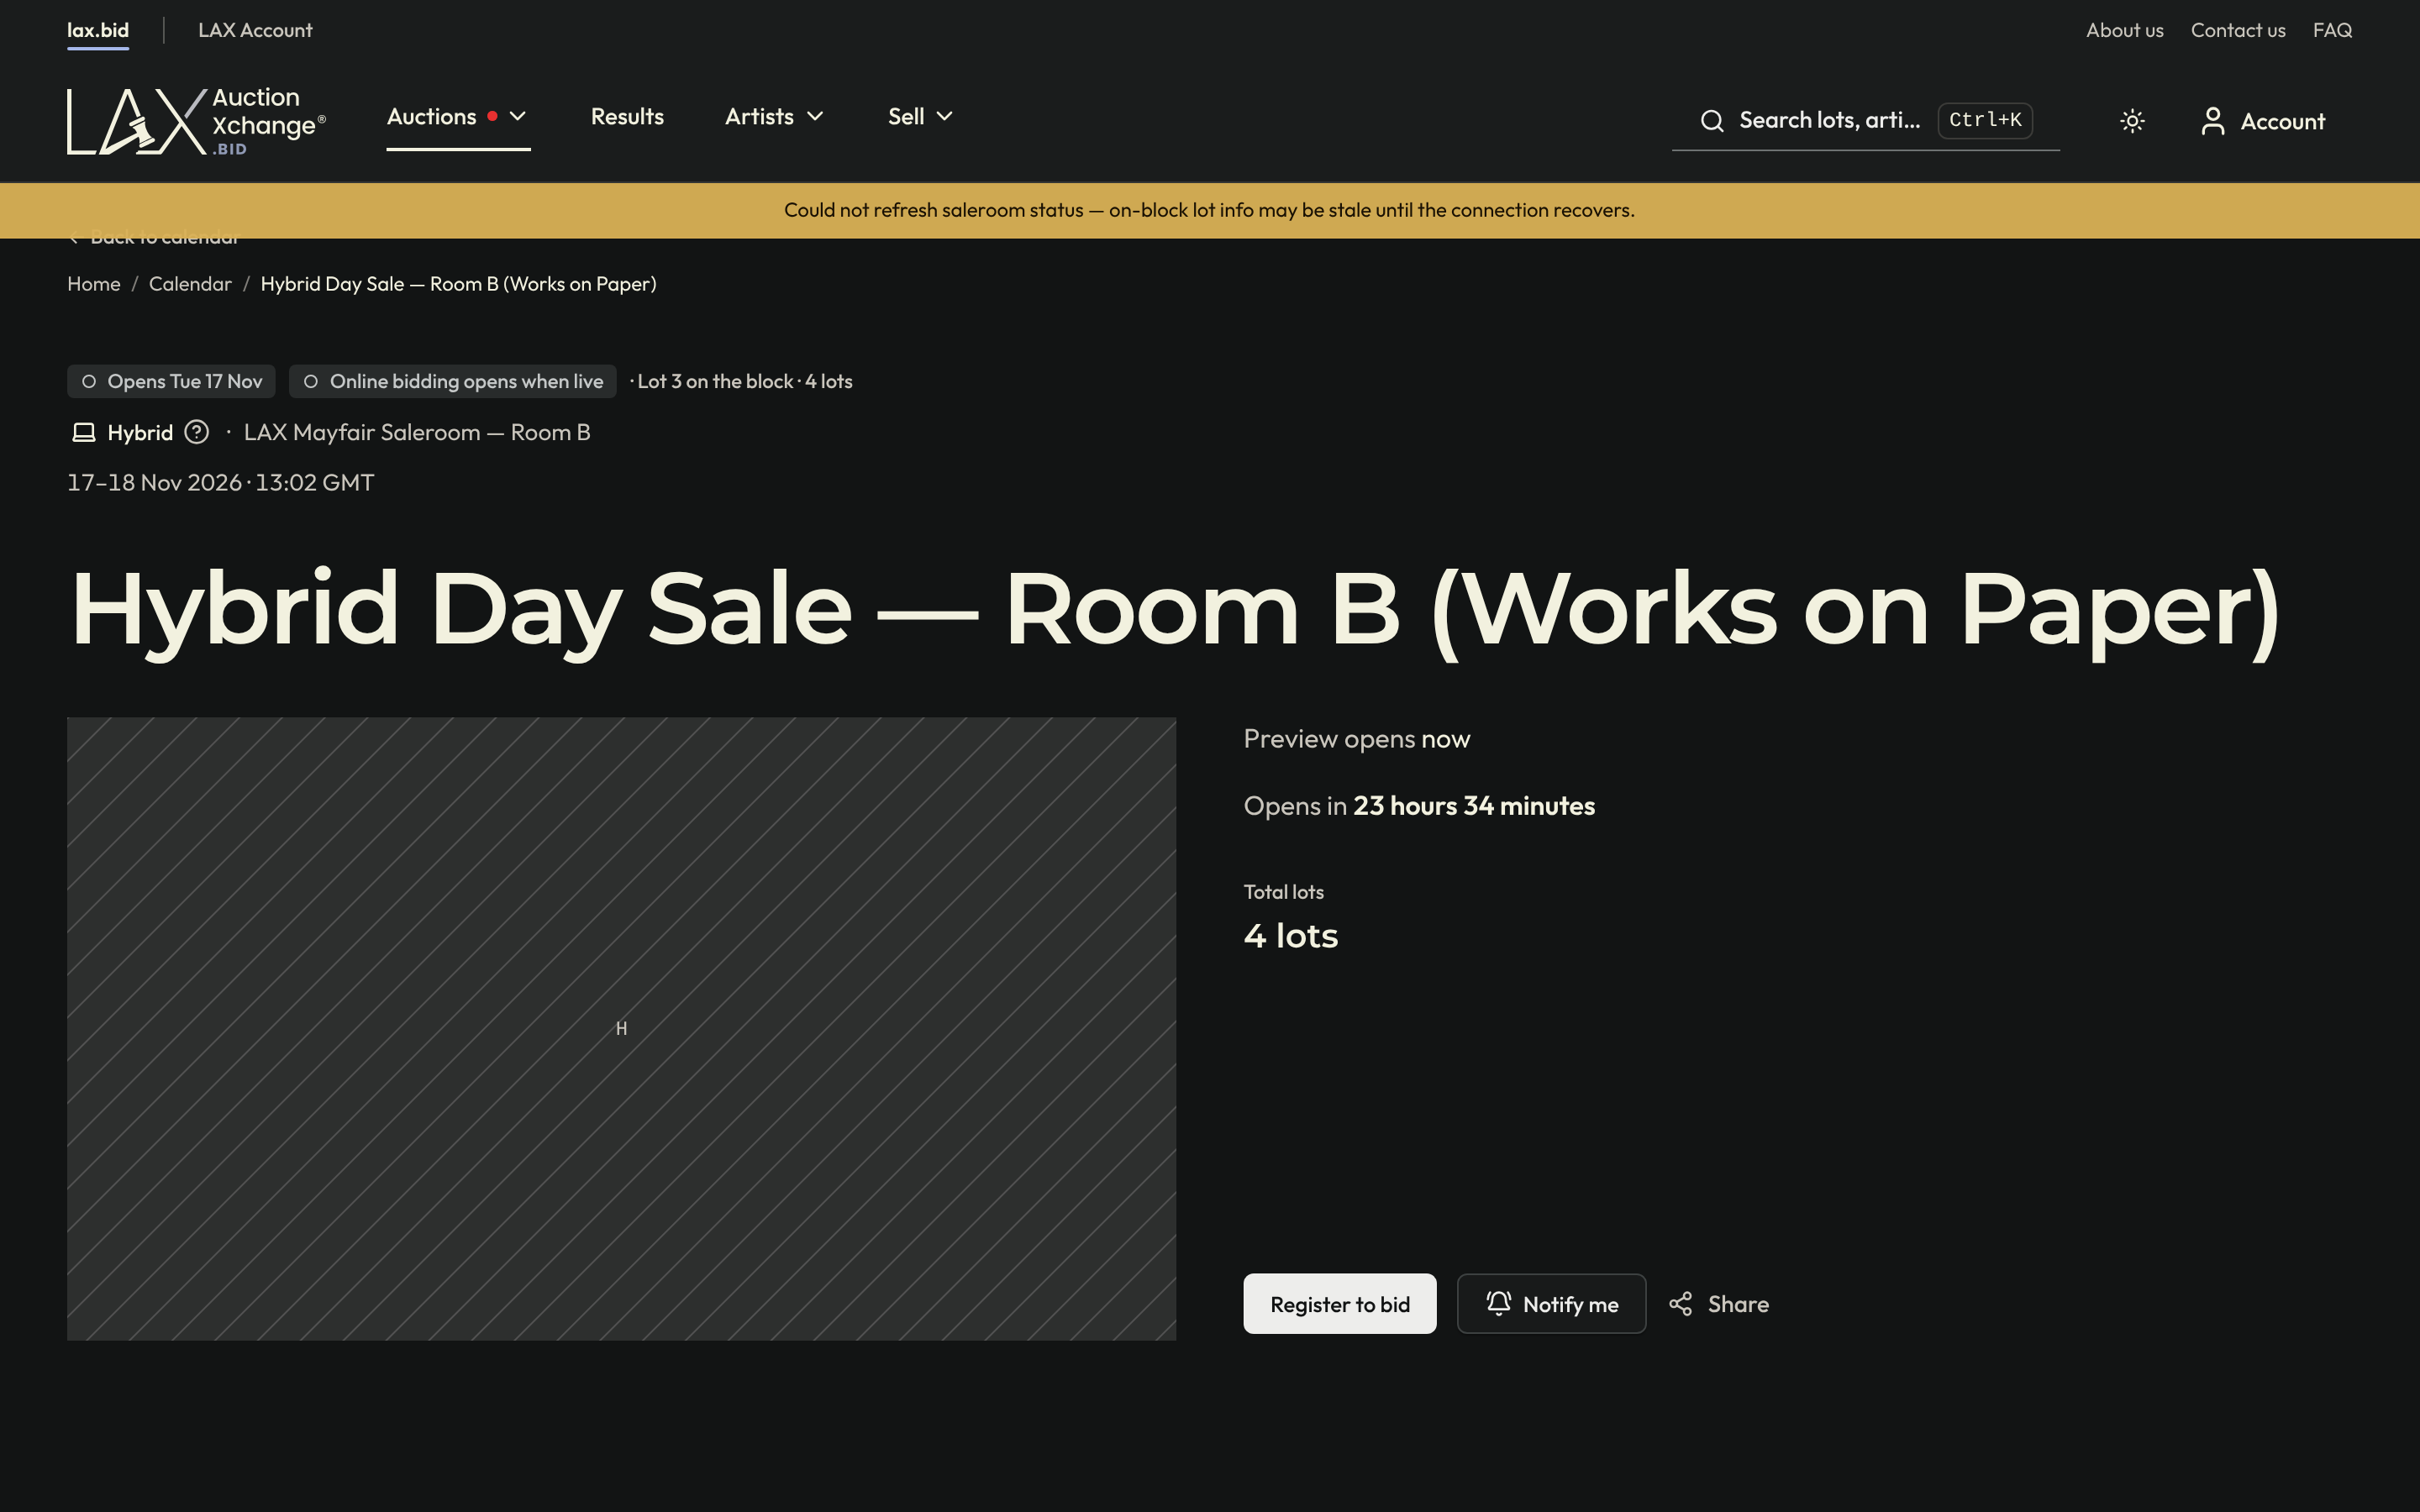 lax.bid
LAX Account
About us
Contact us
FAQ
LAX Auction Xchange® .BID
Auctions
Results
Artists
Sell
Search lots, arti...
Ctrl+K
Account
Could not refresh saleroom status — on-block lot info may be stale until the connection recovers.
Back to calendar
Home / Calendar / Hybrid Day Sale — Room B (Works on Paper)
Opens Tue 17 Nov
Online bidding opens when live
· Lot 3 on the block · 4 lots
Hybrid · LAX Mayfair Saleroom — Room B
17–18 Nov 2026 · 13:02 GMT
Hybrid Day Sale — Room B (Works on Paper)
H
Preview opens now
Opens in 23 hours 34 minutes
Total lots
4 lots
Register to bid
Notify me
Share